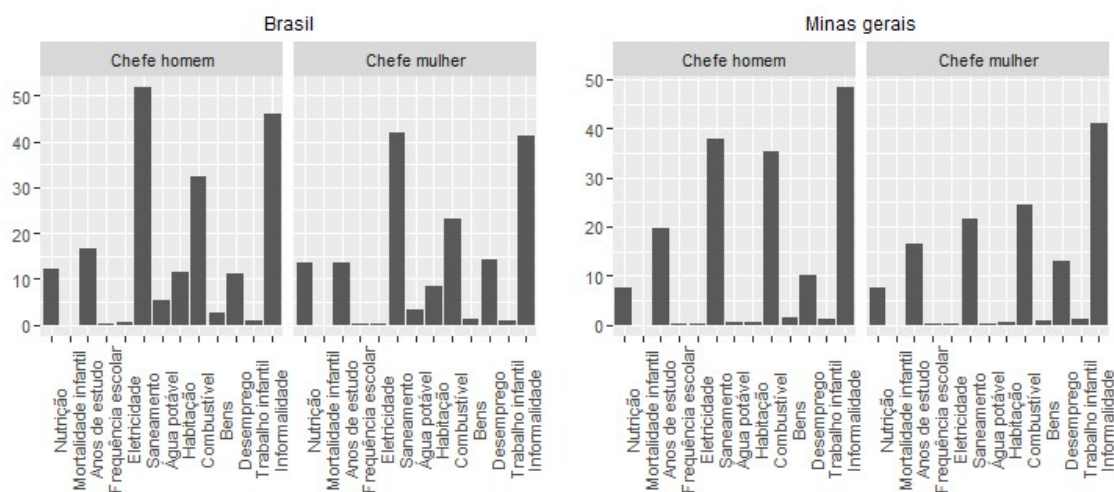 Brasil
Chefe homem
Chefe mulher
50
40
30
20
10
0
Nutrição
Mortalidade infantil
Anos de estudo
Frequência escolar
Eletricidade
Saneamento
Água potável
Habitação
Combustível
Bens
Desemprego
Trabalho infantil
Informalidade
Nutrição
Mortalidade infantil
Anos de estudo
Frequência escolar
Eletricidade
Saneamento
Água potável
Habitação
Combustível
Bens
Desemprego
Trabalho infantil
Informalidade
Minas gerais
Chefe homem
Chefe mulher
50
40
30
20
10
0
Nutrição
Mortalidade infantil
Anos de estudo
Frequência escolar
Eletricidade
Saneamento
Água potável
Habitação
Combustível
Bens
Desemprego
Trabalho infantil
Informalidade
Nutrição
Mortalidade infantil
Anos de estudo
Frequência escolar
Eletricidade
Saneamento
Água potável
Habitação
Combustível
Bens
Desemprego
Trabalho infantil
Informalidade